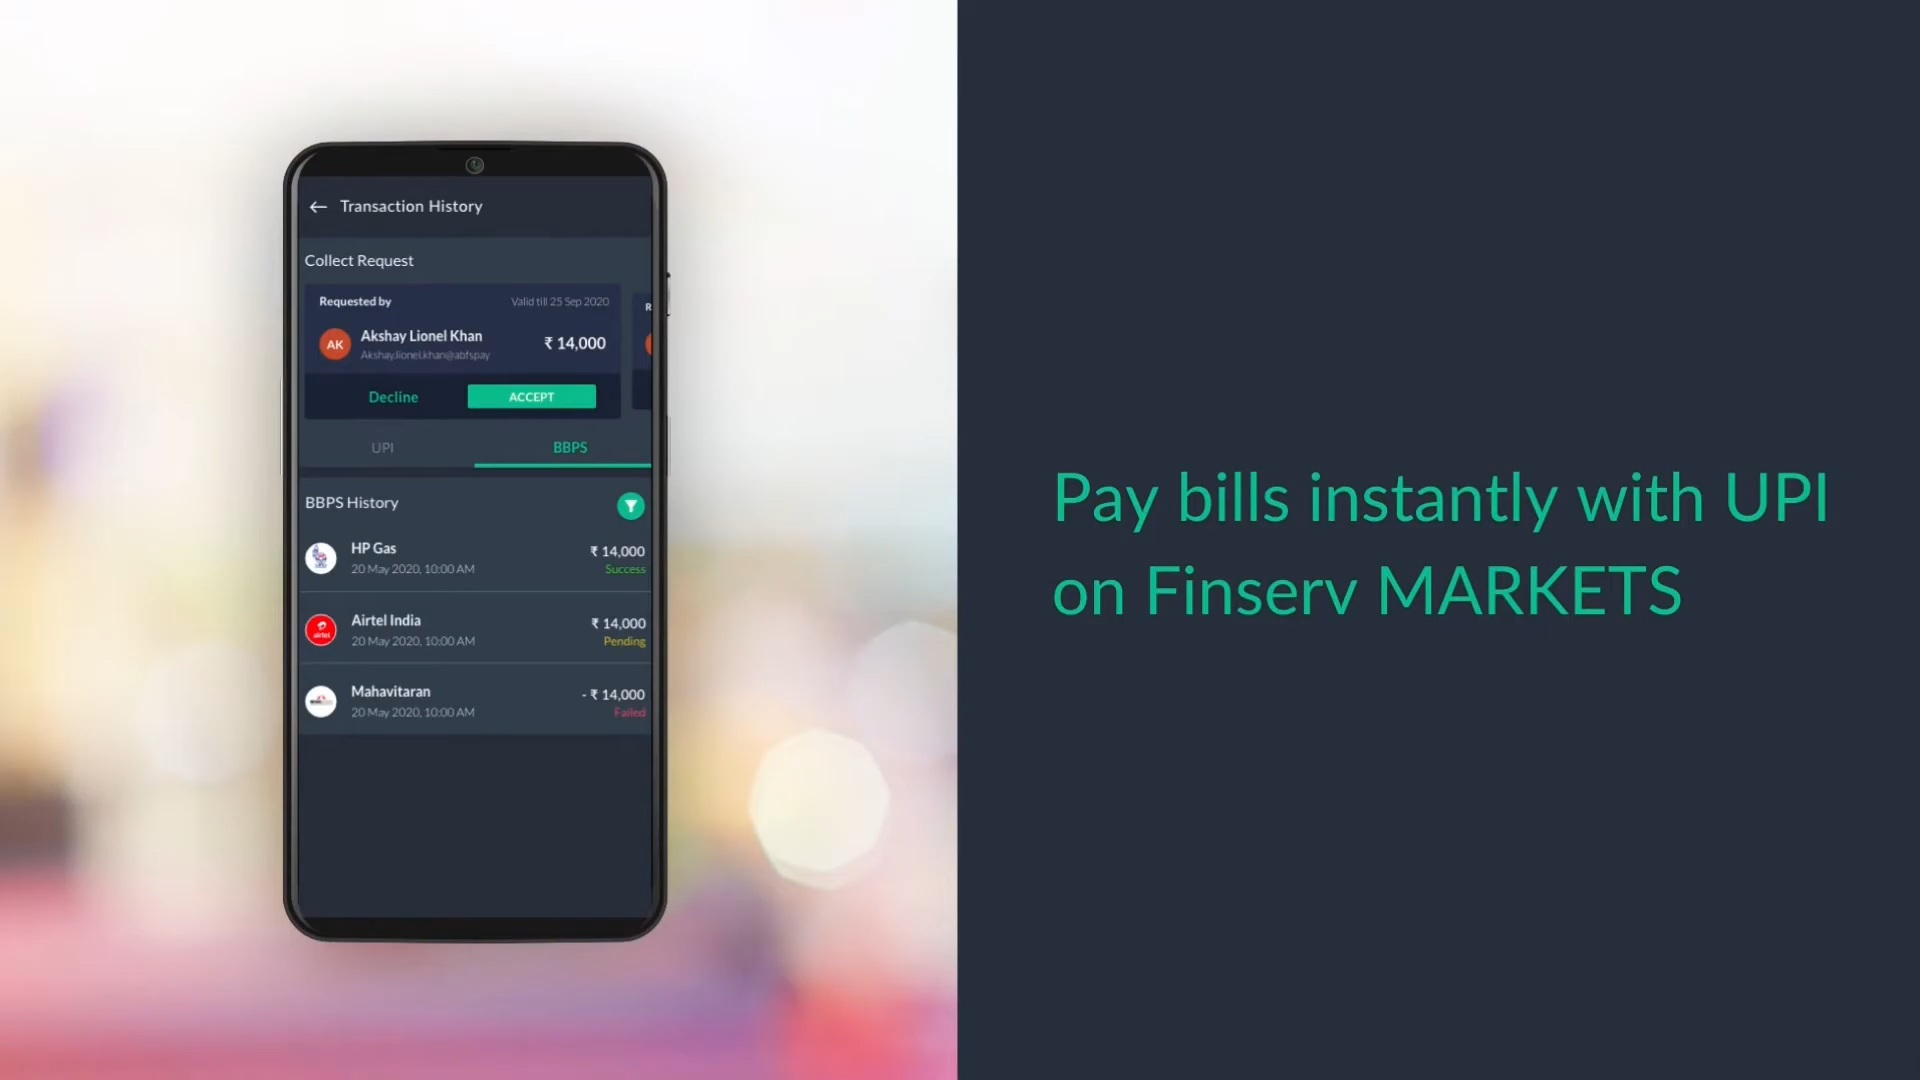 Transaction History
Collect Request
Requested by
Valid till 25 Sep 2020
R
AK
Akshay Lionel Khan
₹ 14,000
Akshay.lionel.khan@abfspay
Decline
ACCEPT
UPI
BBPS
BBPS History
HP Gas
₹ 14,000
20 May 2020, 10:00 AM
Success
airtel
Airtel India
₹ 14,000
20 May 2020, 10:00 AM
Pending
Mahavitaran
- ₹ 14,000
20 May 2020, 10:00 AM
Failed
Pay bills instantly with UPI
on Finserv MARKETS